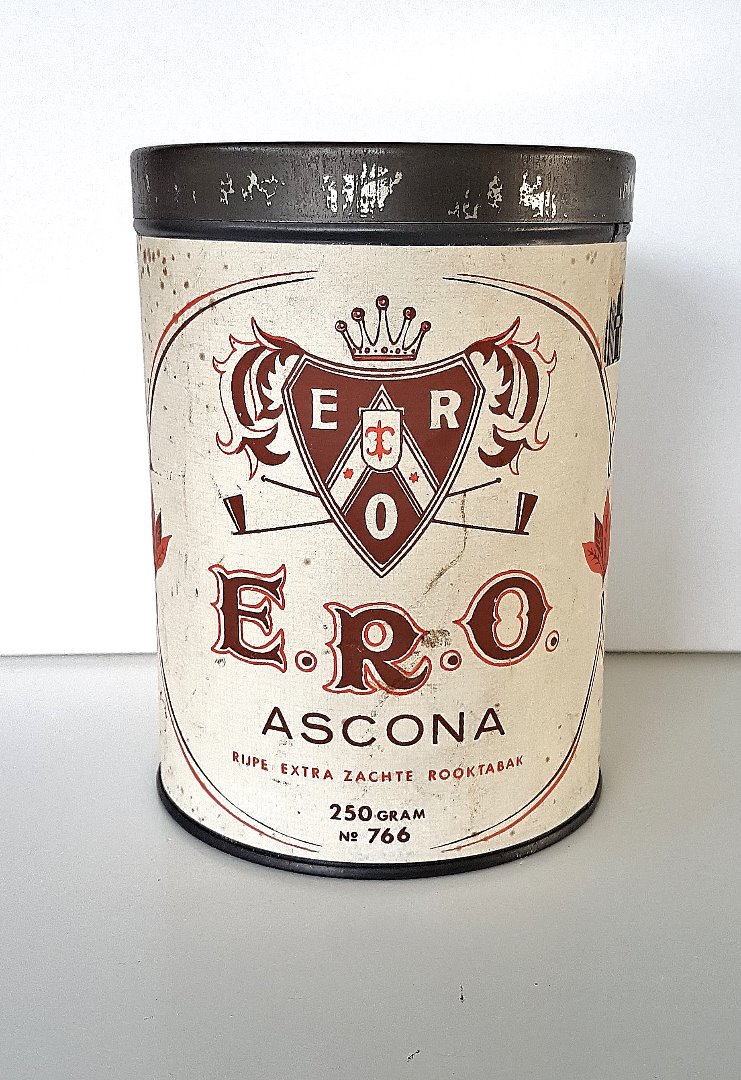 E R
O
E.R.O.
ASCONA
RIJPE EXTRA ZACHTE ROOKTABAK
250 GRAM
Nº 766